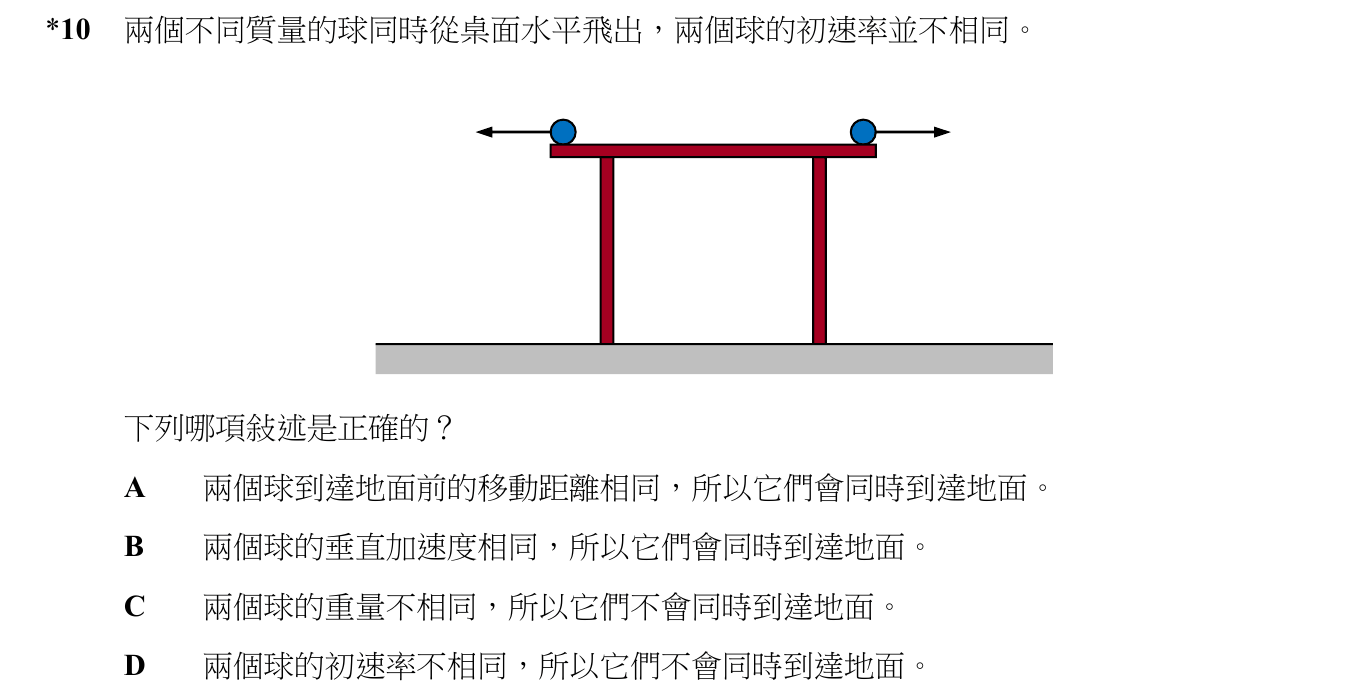 *10 兩個不同質量的球同時從桌面水平飛出，兩個球的初速率並不相同。
下列哪項敍述是正確的？
A 兩個球到達地面前的移動距離相同，所以它們會同時到達地面。
B 兩個球的垂直加速度相同，所以它們會同時到達地面。
C 兩個球的重量不相同，所以它們不會同時到達地面。
D 兩個球的初速率不相同，所以它們不會同時到達地面。